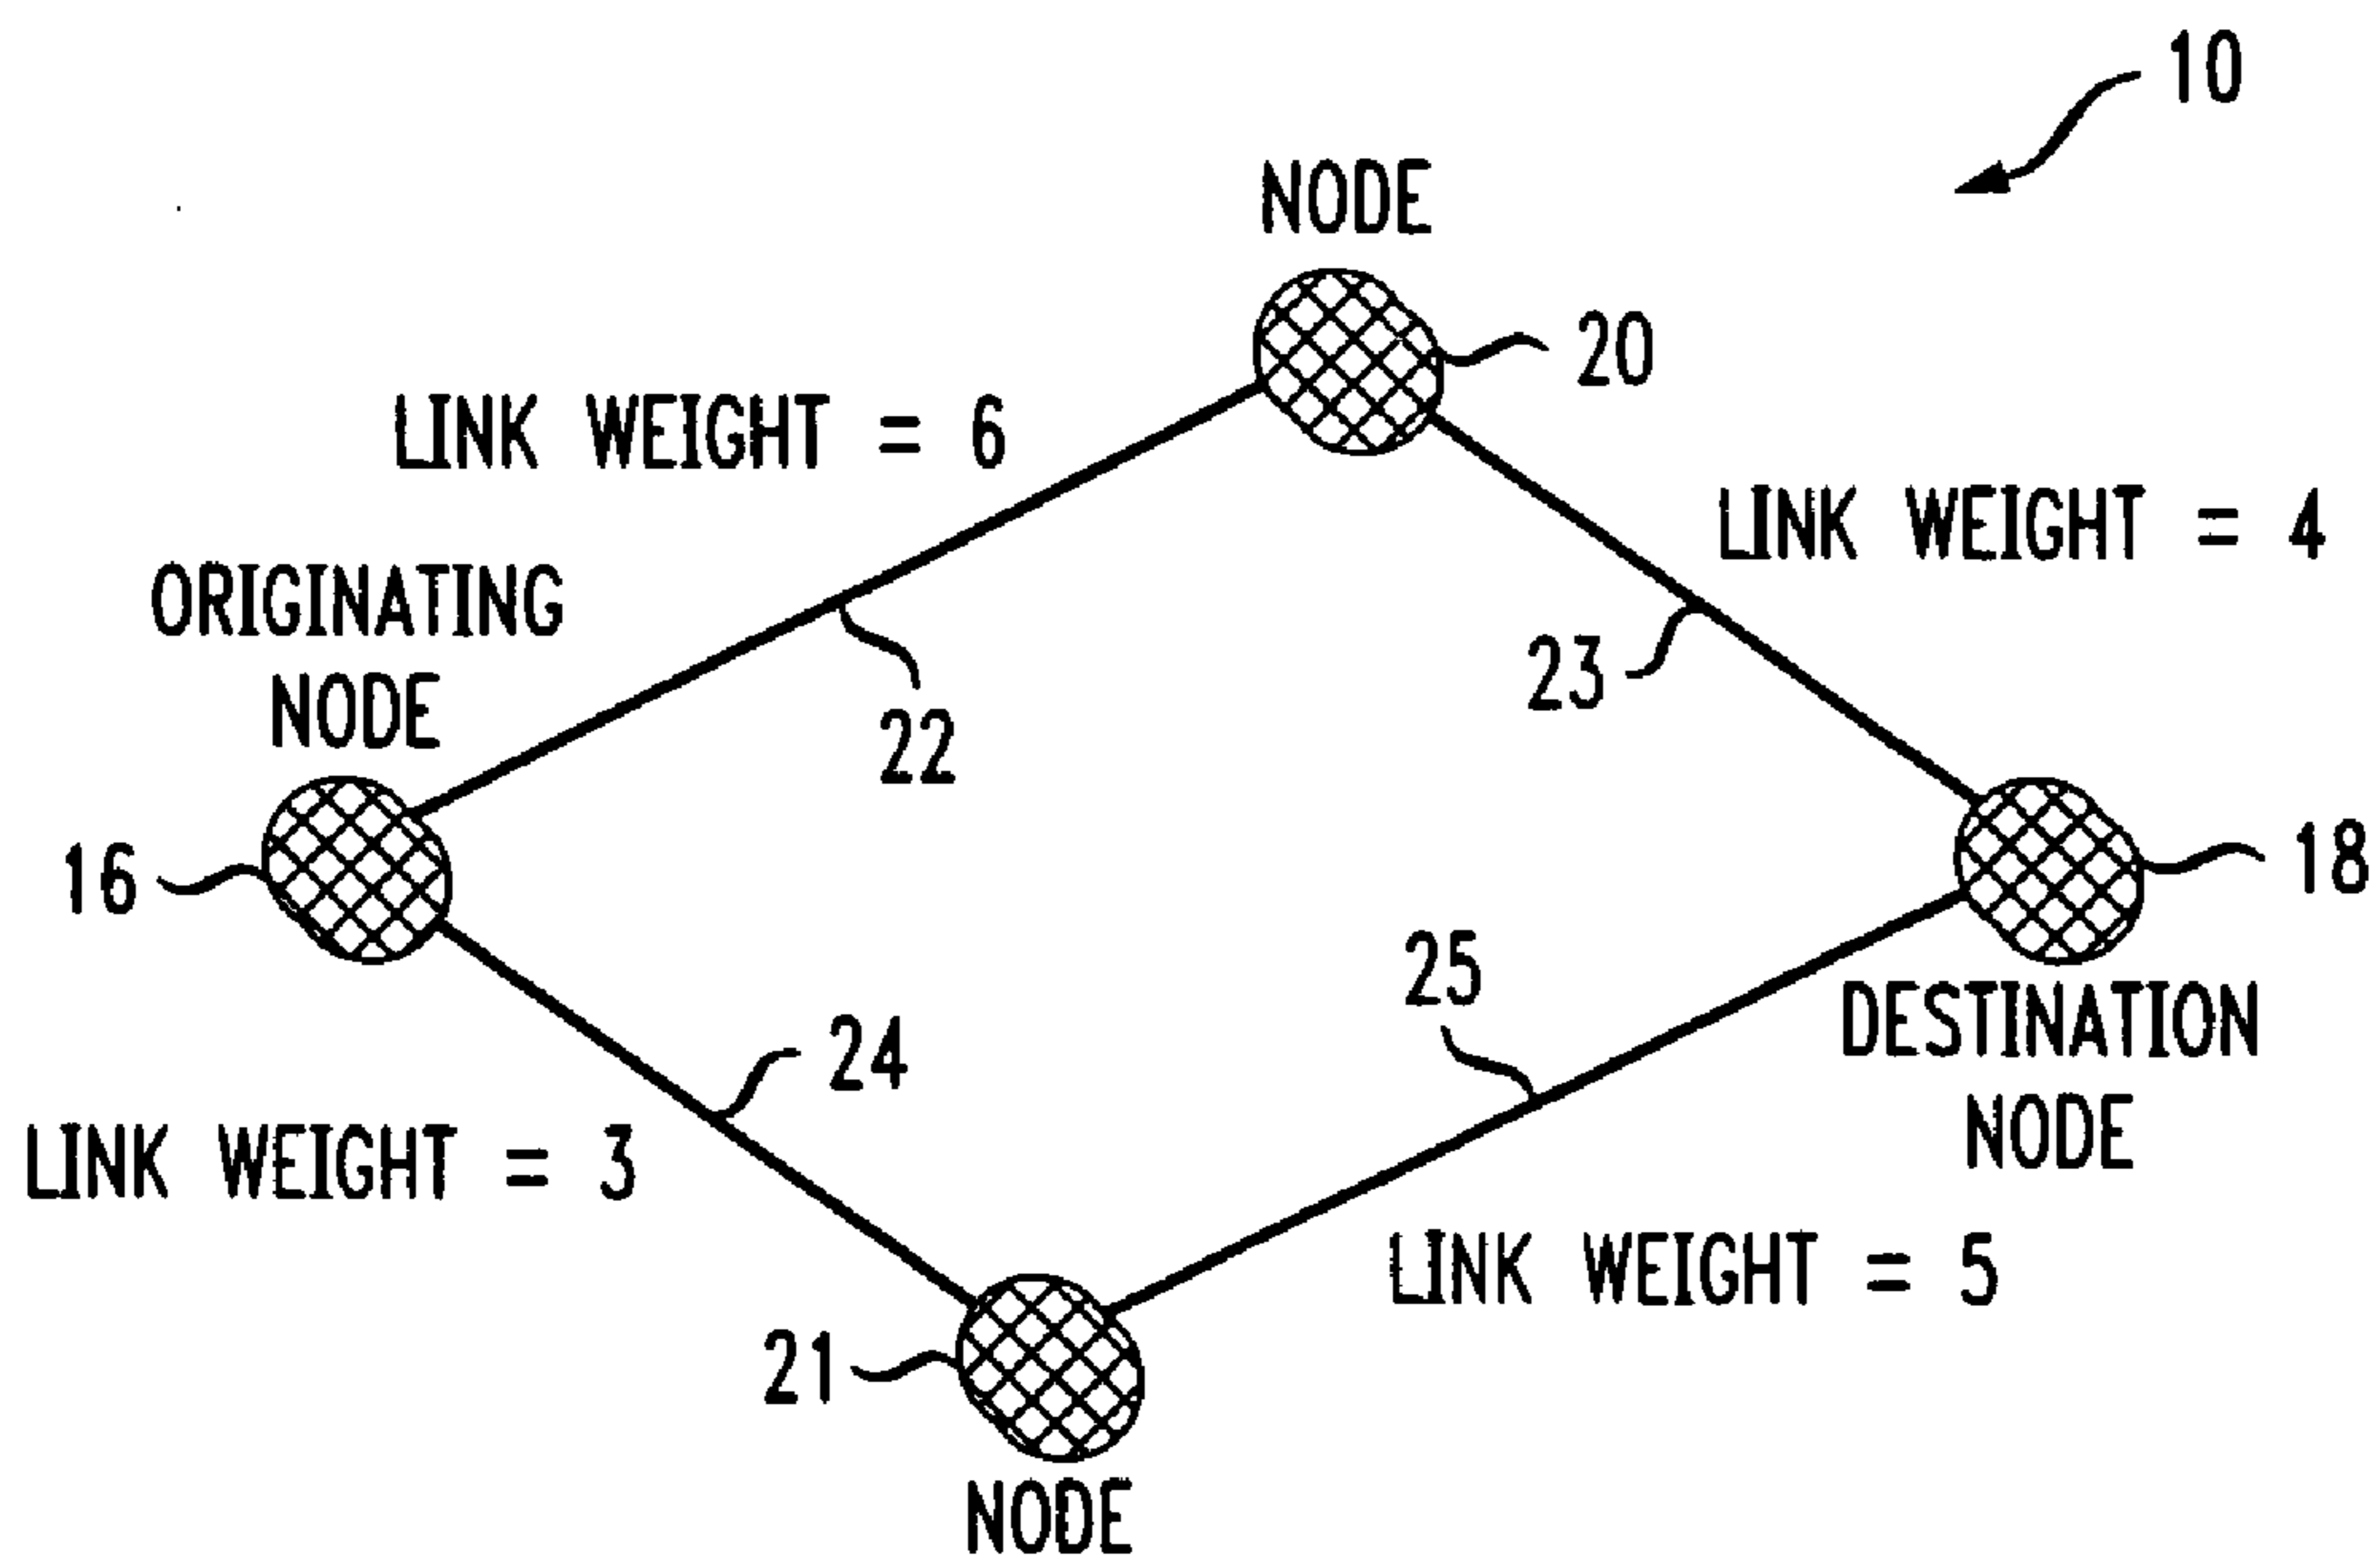 10
NODE
20
LINK WEIGHT = 6
LINK WEIGHT = 4
ORIGINATING
NODE
23
22
16
18
25
DESTINATION
NODE
24
LINK WEIGHT = 3
LINK WEIGHT = 5
21
NODE